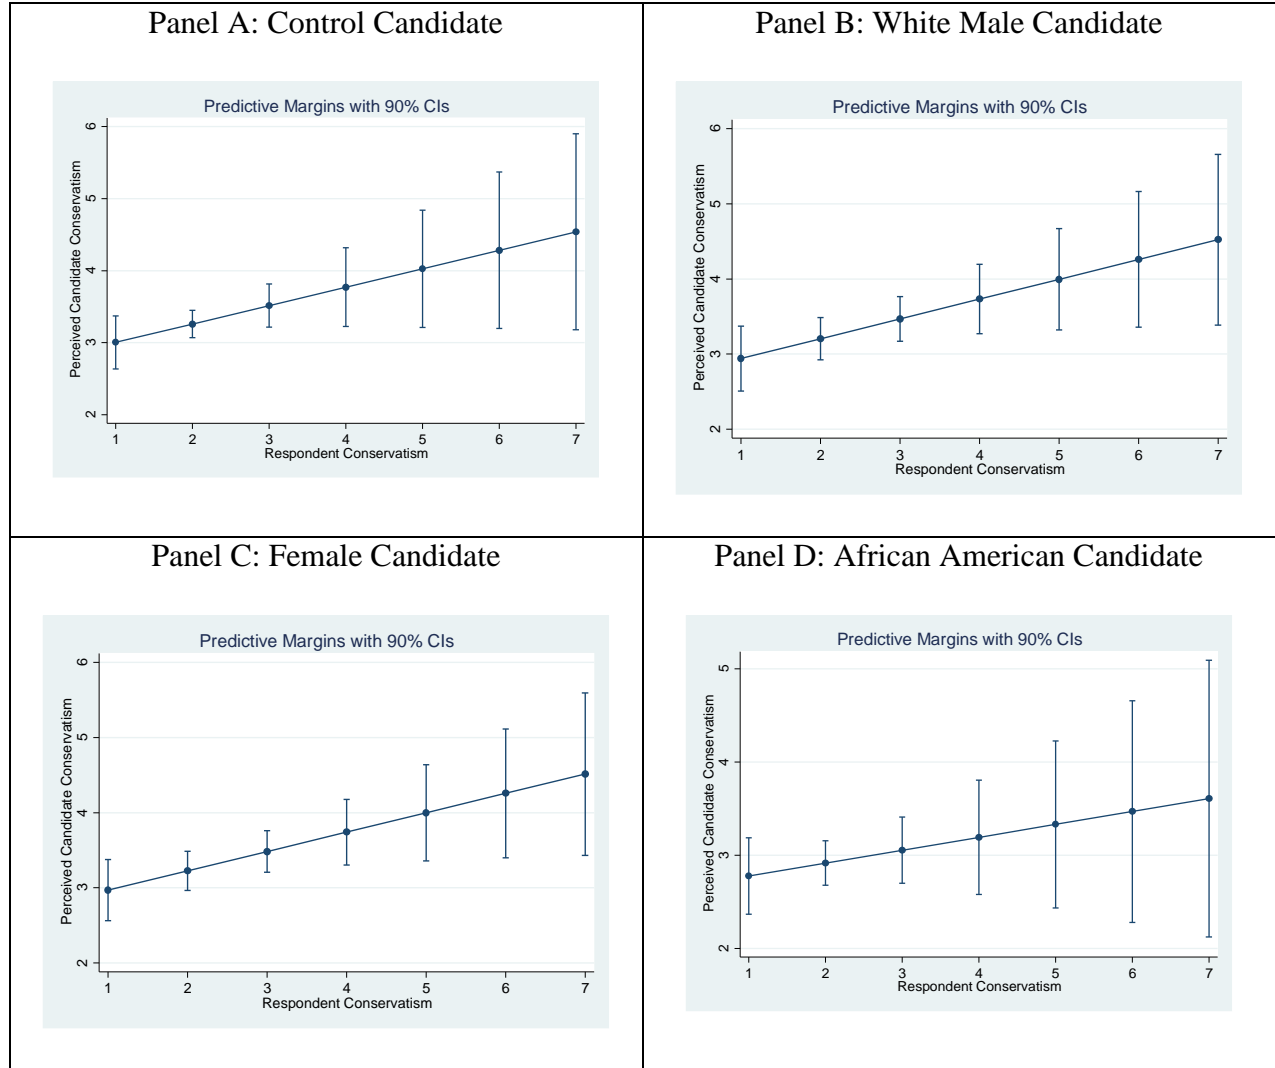 Panel A: Control Candidate
Predictive Margins with 90% CIs
Perceived Candidate Conservatism
6
5
4
3
2
1 2 3 4 5 6 7
Respondent Conservatism
Panel B: White Male Candidate
Predictive Margins with 90% CIs
Perceived Candidate Conservatism
6
5
4
3
2
1 2 3 4 5 6 7
Respondent Conservatism
Panel C: Female Candidate
Predictive Margins with 90% CIs
Perceived Candidate Conservatism
6
5
4
3
2
1 2 3 4 5 6 7
Respondent Conservatism
Panel D: African American Candidate
Predictive Margins with 90% CIs
Perceived Candidate Conservatism
5
4
3
2
1 2 3 4 5 6 7
Respondent Conservatism